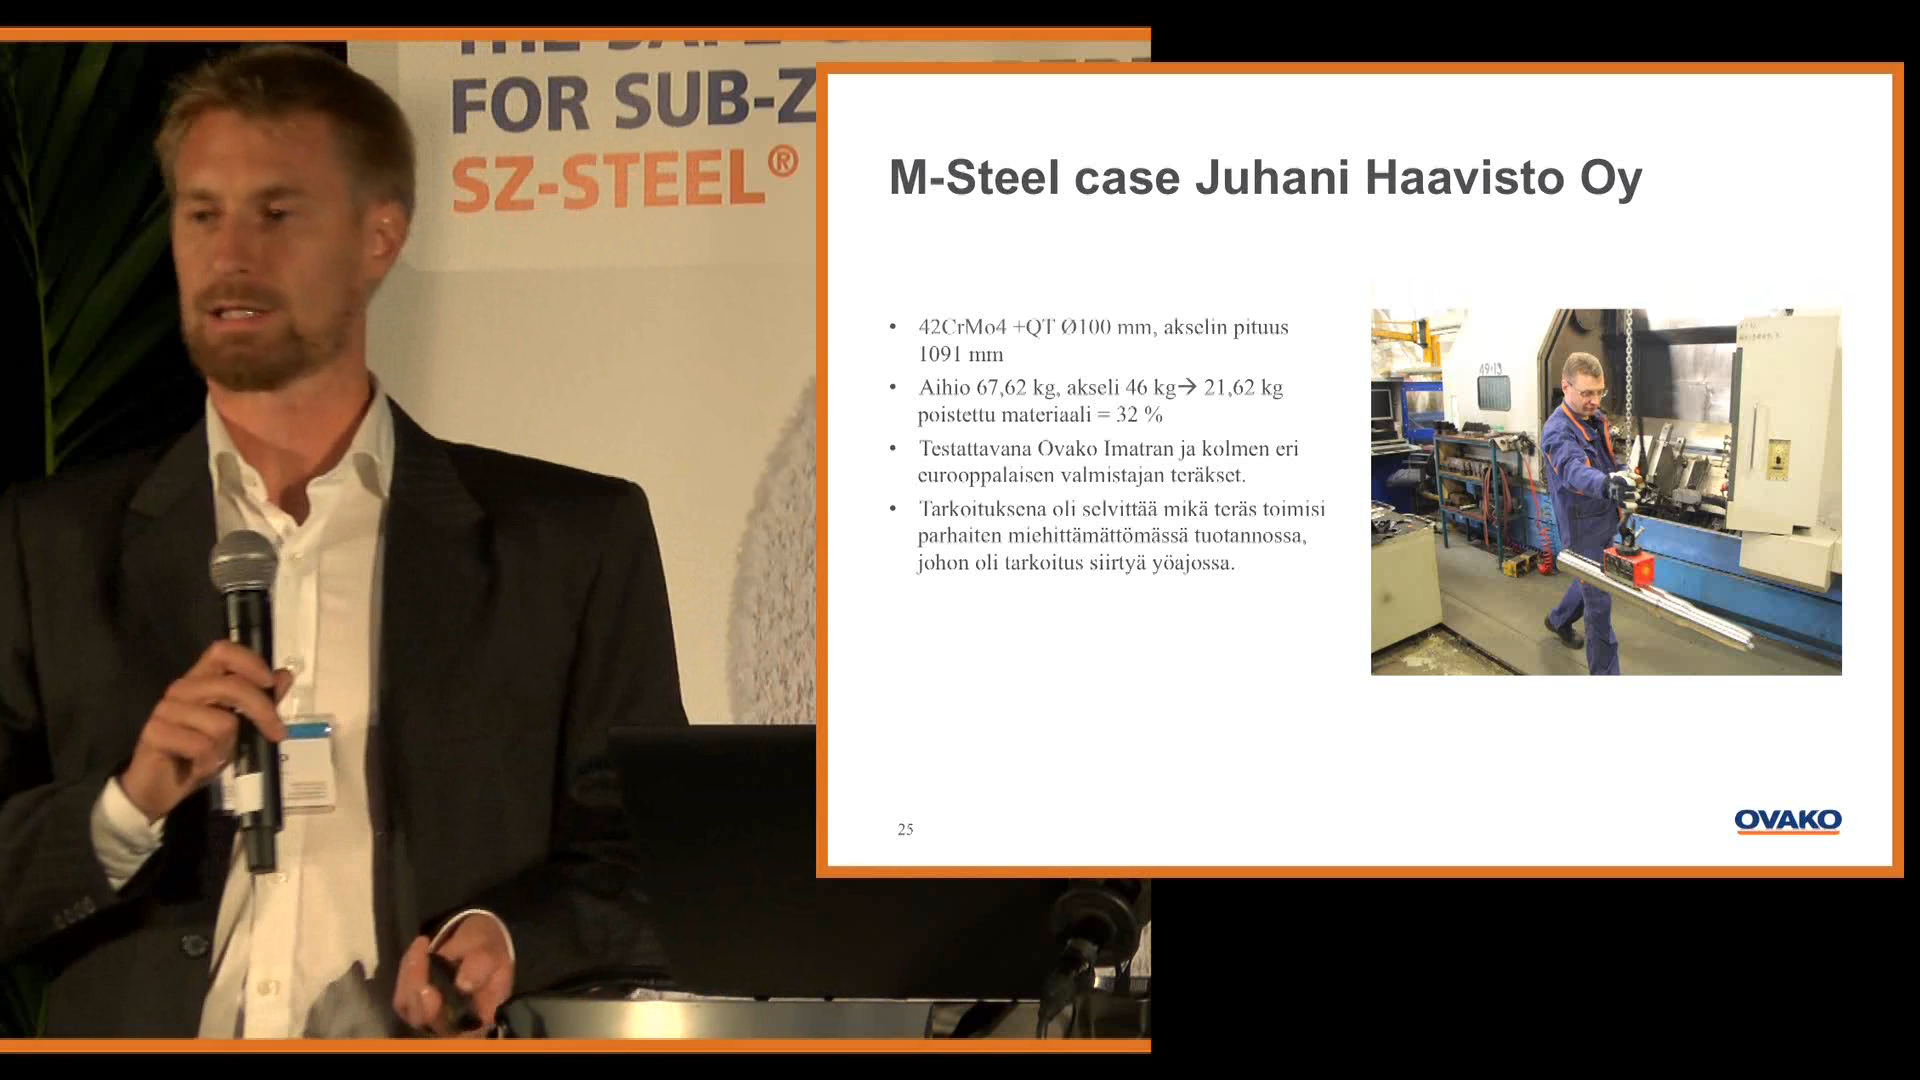 FOR SUB-Z
SZ-STEEL®
M-Steel case Juhani Haavisto Oy
• 42CrMo4 +QT Ø100 mm, akselin pituus
1091 mm
• Aihio 67,62 kg, akseli 46 kg→ 21,62 kg
poistettu materiaali = 32 %
• Testattavana Ovako Imatran ja kolmen eri
eurooppalaisen valmistajan teräkset.
• Tarkoituksena oli selvittää mikä teräs toimisi
parhaiten miehittämättömässä tuotannossa,
johon oli tarkoitus siirtyä yöajossa.
25
OVAKO